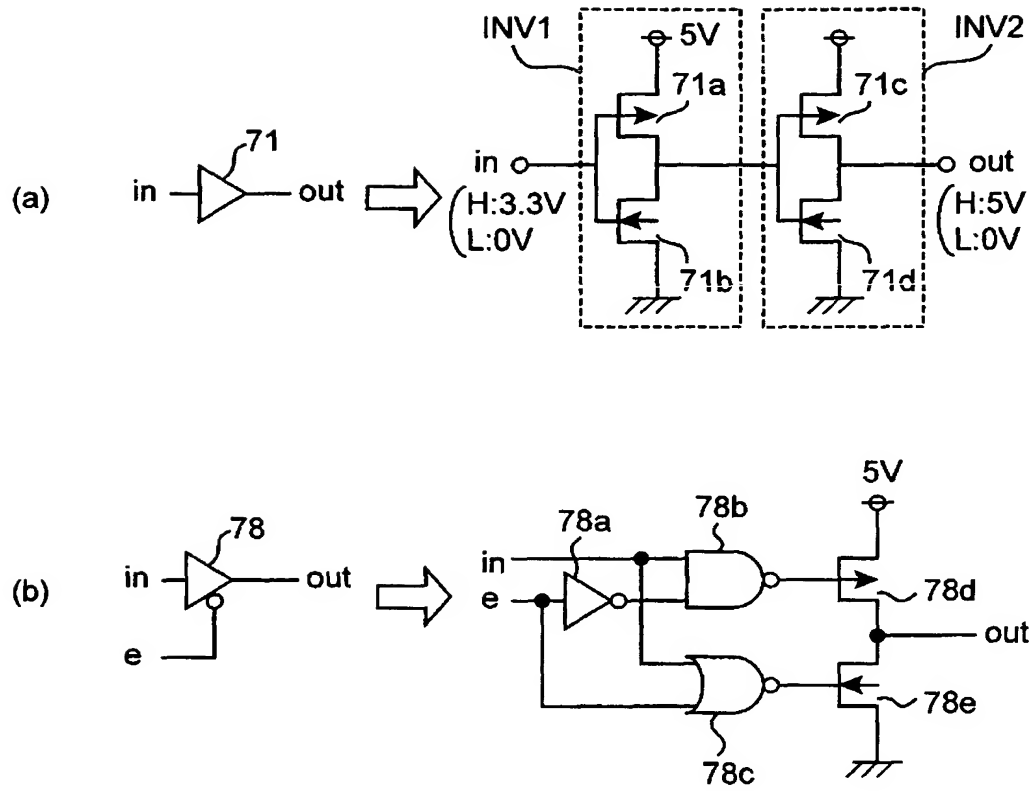 INV1
5V
INV2
71a
71c
71
(a)
in
out
in
out
(H:3.3V
L:0V
(H:5V
L:0V
71b
71d
5V
78
78a
78b
(b)
in
out
in
e
e
78d
out
78e
78c